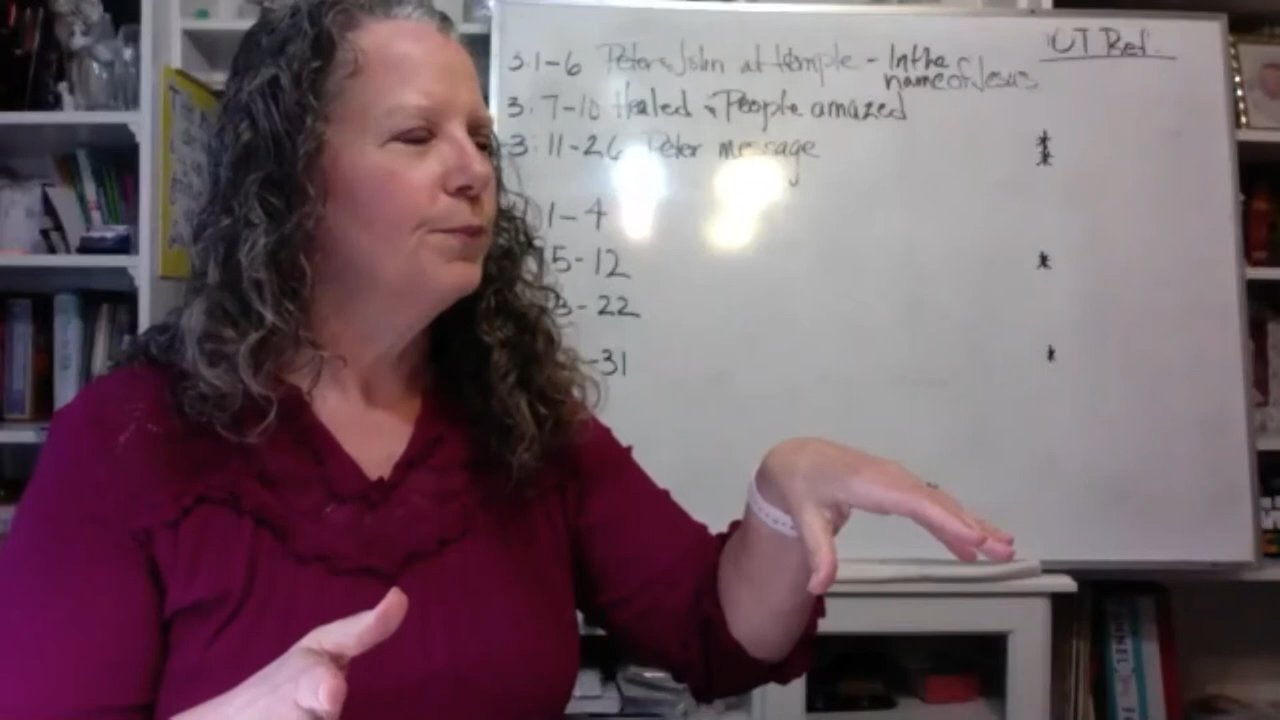 OT Ref.
3:1-6 Peter & John at temple - In the
name of Jesus
3:7-10 Healed & People amazed
3:11-26 Peter message
1-4
5-12
3-22
-31